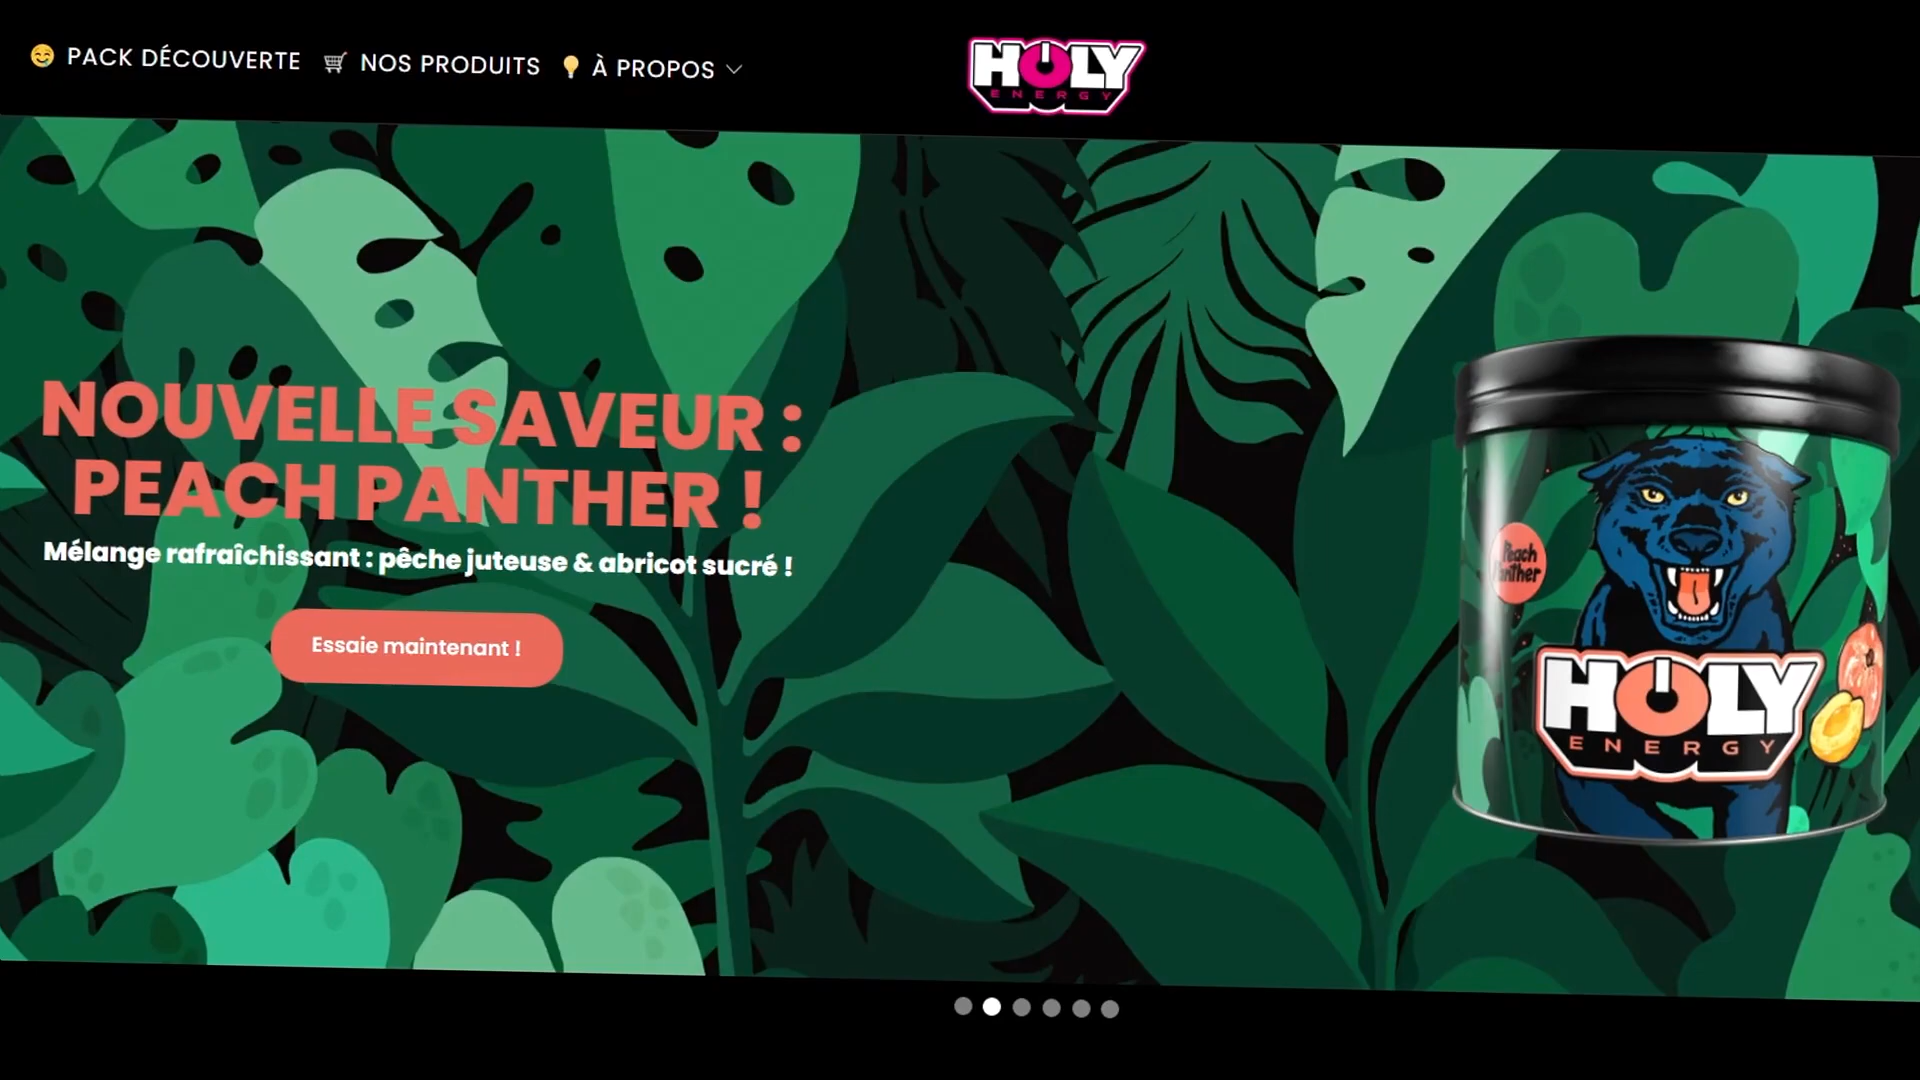 PACK DÉCOUVERTE
NOS PRODUITS
À PROPOS
HOLY
ENERGY
NOUVELLE SAVEUR :
PEACH PANTHER !
Mélange rafraîchissant : pêche juteuse & abricot sucré !
Essaie maintenant !
Peach
Panther
HOLY
ENERGY